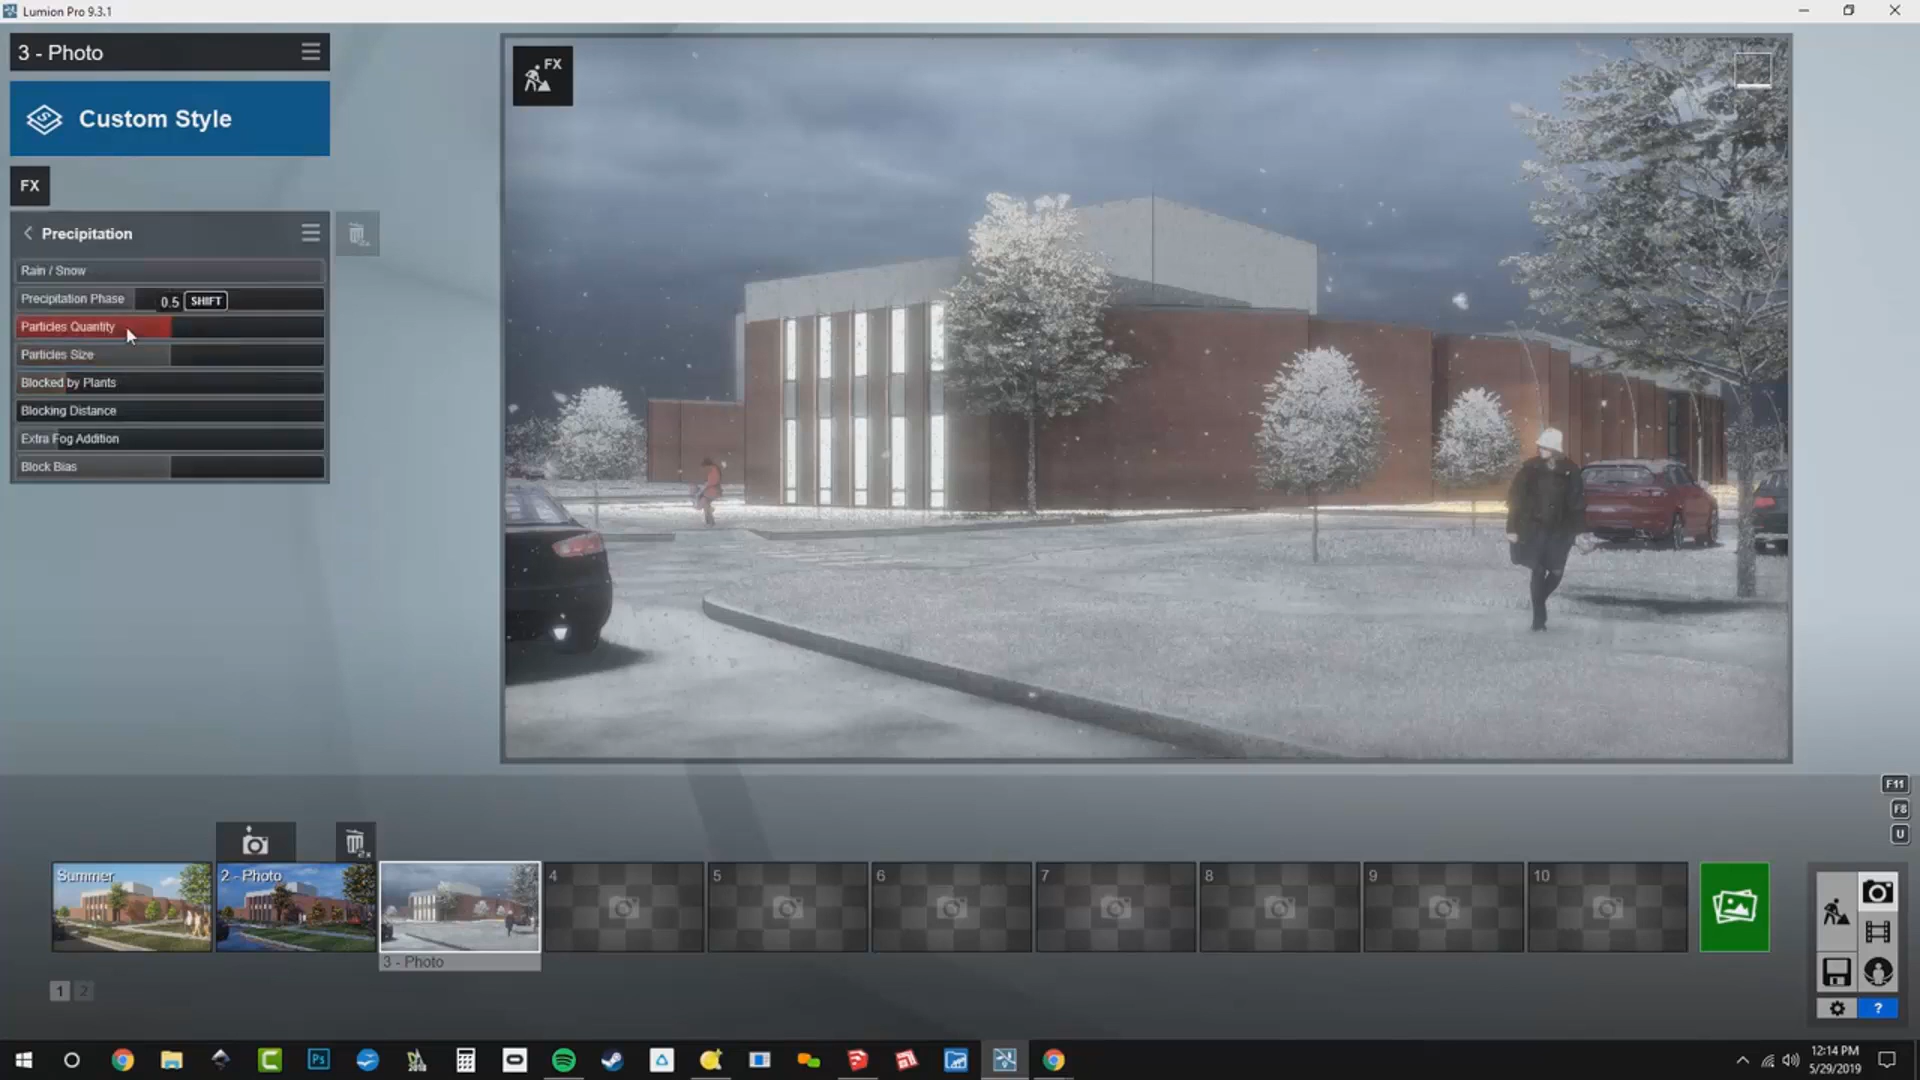 Lumion Pro 9.3.1
3 - Photo
FX
Custom Style
FX
Precipitation
Rain / Snow
Precipitation Phase
0.5 SHIFT
Particles Quantity
Particles Size
Blocked by Plants
Blocking Distance
Extra Fog Addition
Block Bias
F11
F8
U
2x
Summer
2 - Photo
4
5
6
7
8
9
10
3 - Photo
1 2
?
Ps
12:14 PM
5/29/2019